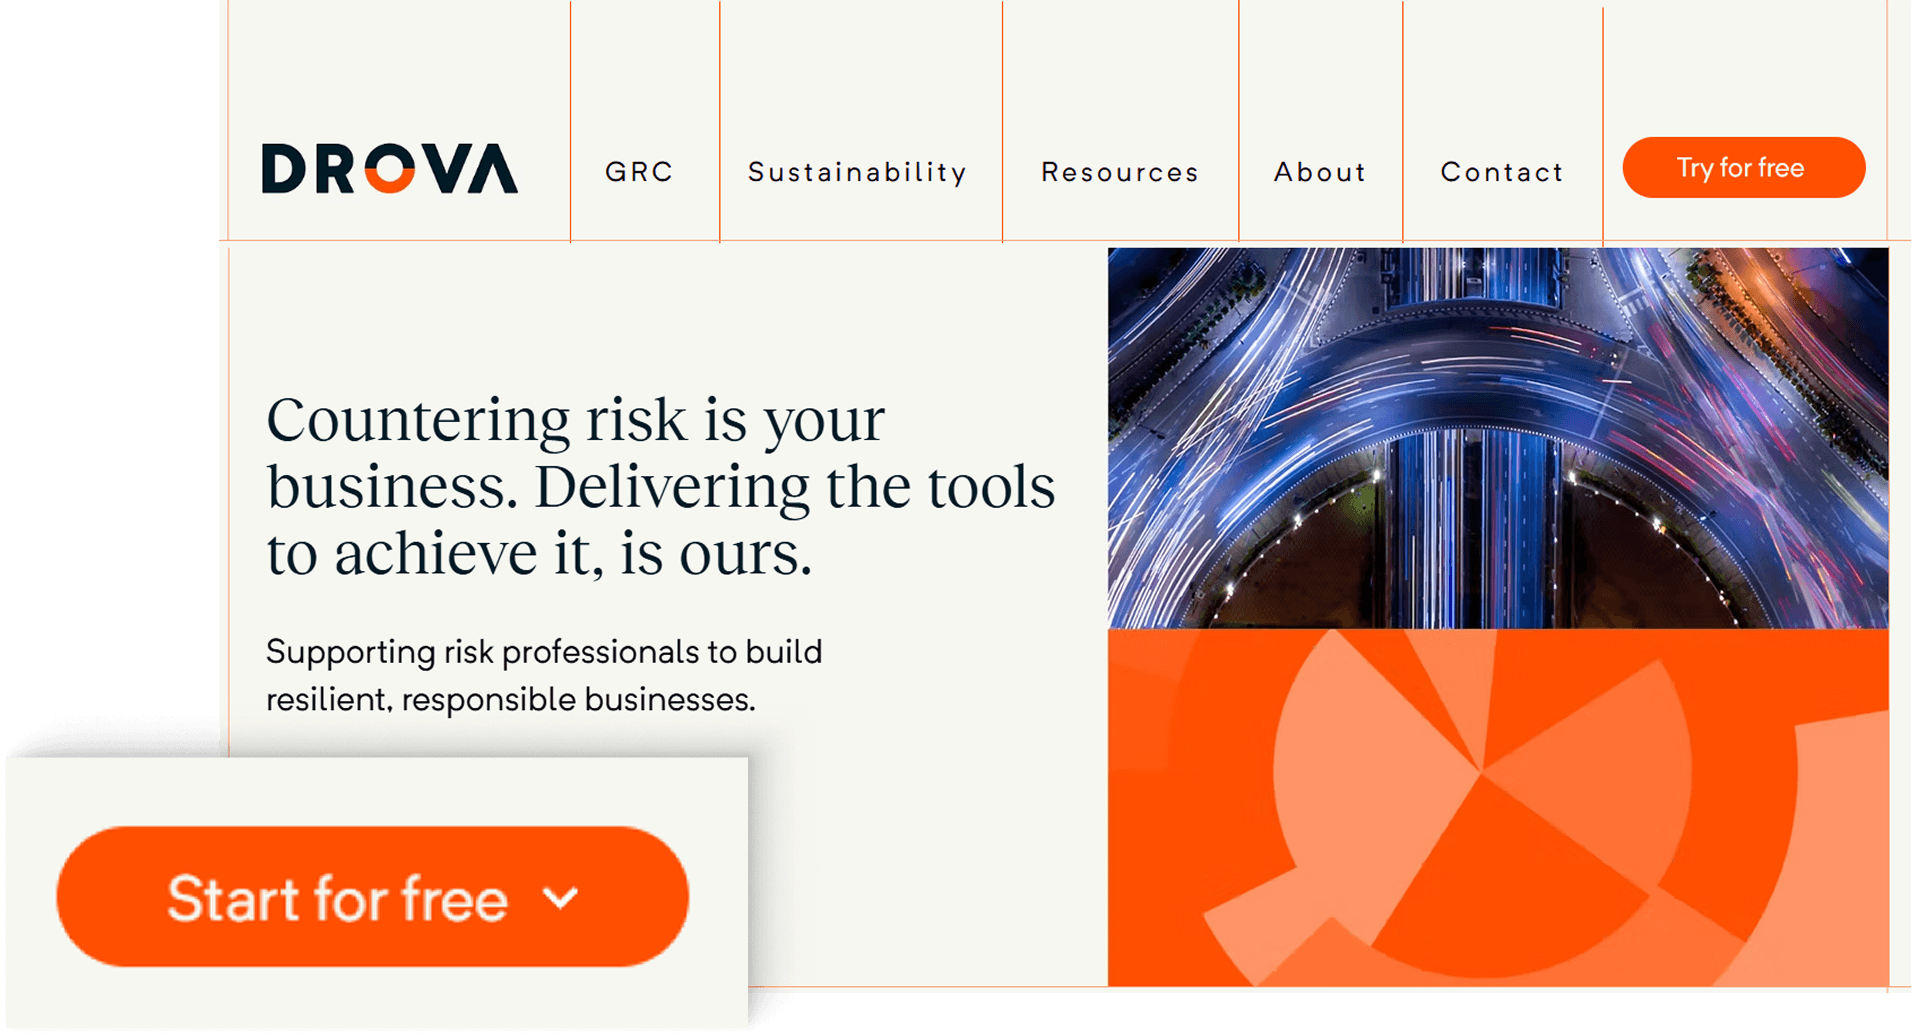 DROVA
GRC
Sustainability
Resources
About
Contact
Try for free
Countering risk is your
business. Delivering the tools
to achieve it, is ours.
Supporting risk professionals to build
resilient, responsible businesses.
Start for free